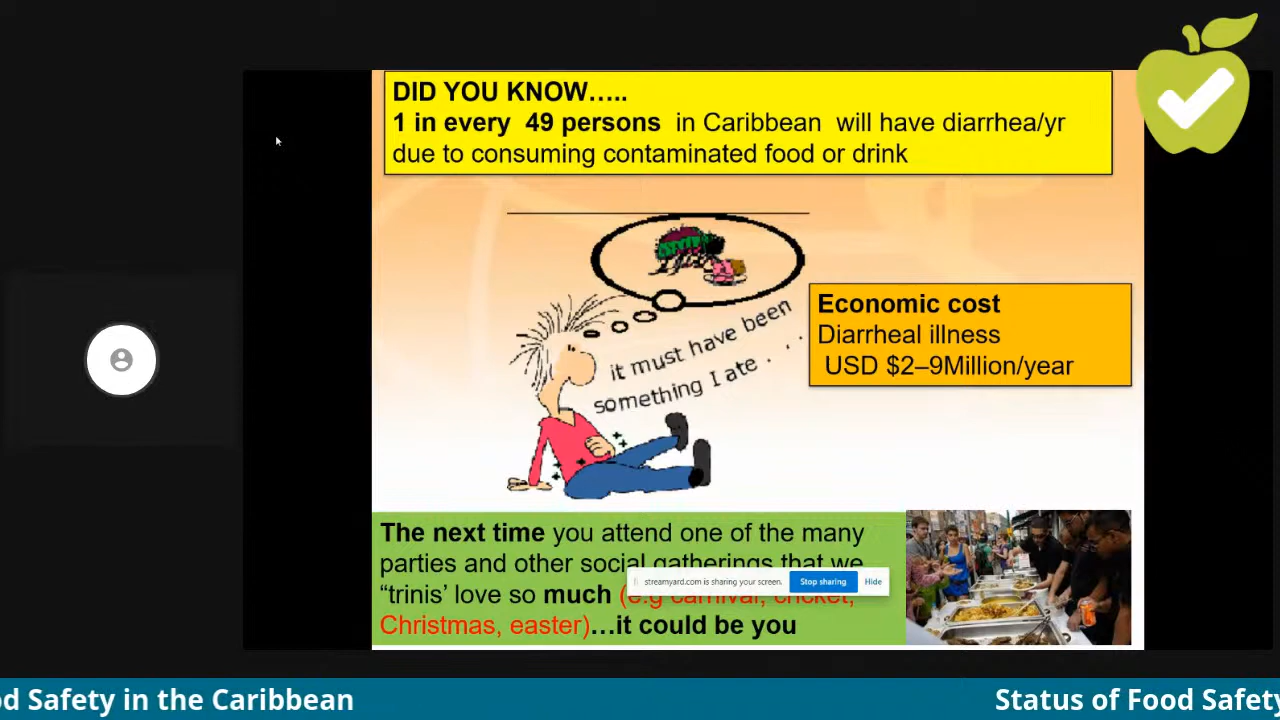 DID YOU KNOW…..
1 in every 49 persons in Caribbean will have diarrhea/yr
due to consuming contaminated food or drink
it must have been
something I ate . . .
Economic cost
Diarrheal illness
USD $2–9Million/year
The next time you attend one of the many
parties and other social gatherings that we
streamyard.com is sharing your screen. Stop sharing Hide
“trinis’ love so much (e.g carnival, cricket,
Christmas, easter)…it could be you
od Safety in the Caribbean
Status of Food Safety